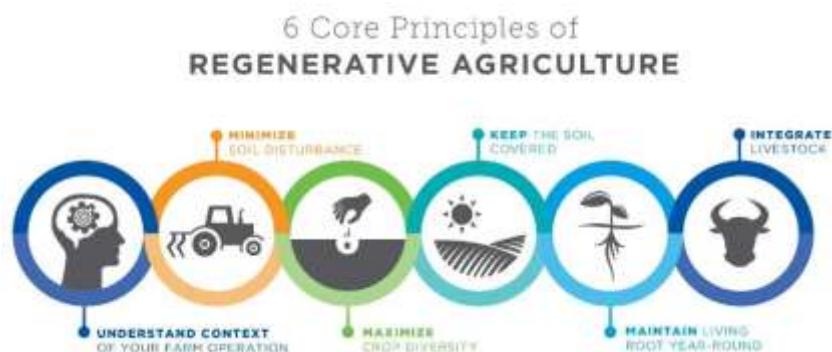 6 Core Principles of
REGENERATIVE AGRICULTURE
MINIMIZE
SOIL DISTURBANCE
KEEP THE SOIL
COVERED
INTEGRATE
LIVESTOCK
UNDERSTAND CONTEXT
OF YOUR FARM OPERATION
MAXIMIZE
CROP DIVERSITY
MAINTAIN LIVING
ROOT YEAR-ROUND